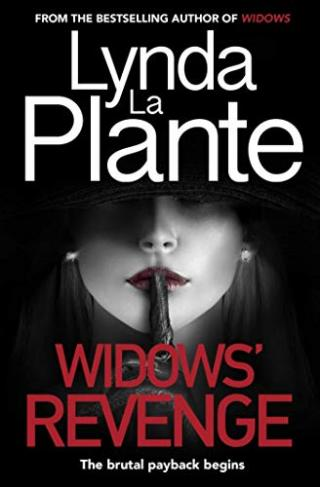 FROM THE BESTSELLING AUTHOR OF WIDOWS
Lynda
La
Plante
WIDOWS'
REVENGE
The brutal payback begins